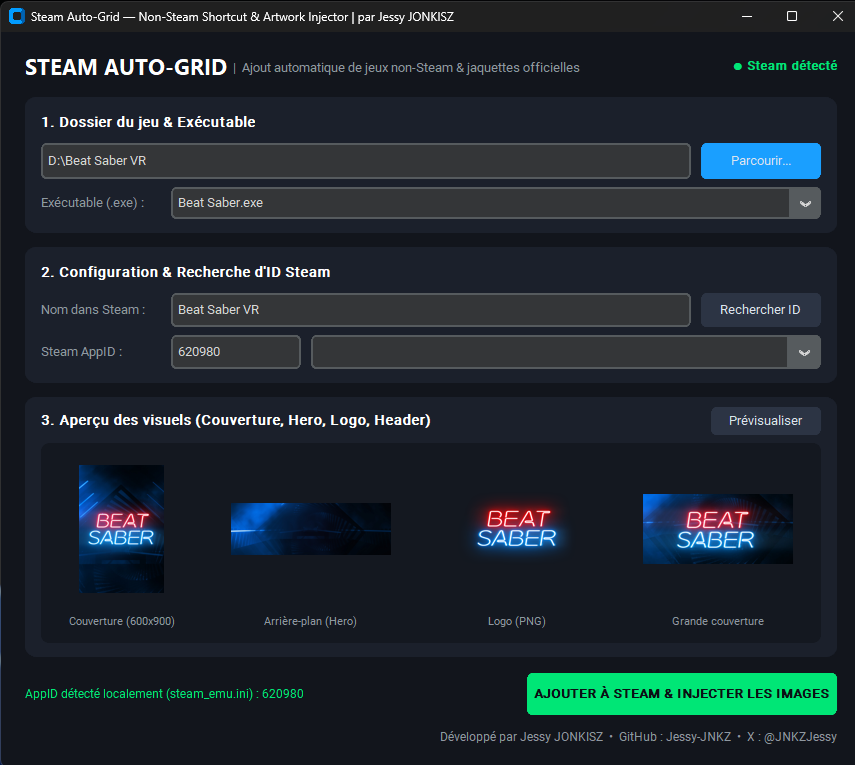 Steam Auto-Grid — Non-Steam Shortcut & Artwork Injector | par Jessy JONKISZ
STEAM AUTO-GRID | Ajout automatique de jeux non-Steam & jaquettes officielles
● Steam détecté
1. Dossier du jeu & Exécutable
D:\Beat Saber VR
Parcourir...
Exécutable (.exe) :
Beat Saber.exe
2. Configuration & Recherche d'ID Steam
Nom dans Steam :
Beat Saber VR
Rechercher ID
Steam AppID :
620980
3. Aperçu des visuels (Couverture, Hero, Logo, Header)
Prévisualiser
BEAT
SABER
BEAT
SABER
BEAT
SABER
Couverture (600x900)
Arrière-plan (Hero)
Logo (PNG)
Grande couverture
AppID détecté localement (steam_emu.ini) : 620980
AJOUTER À STEAM & INJECTER LES IMAGES
Développé par Jessy JONKISZ • GitHub : Jessy-JNKZ • X : @JNKZJessy